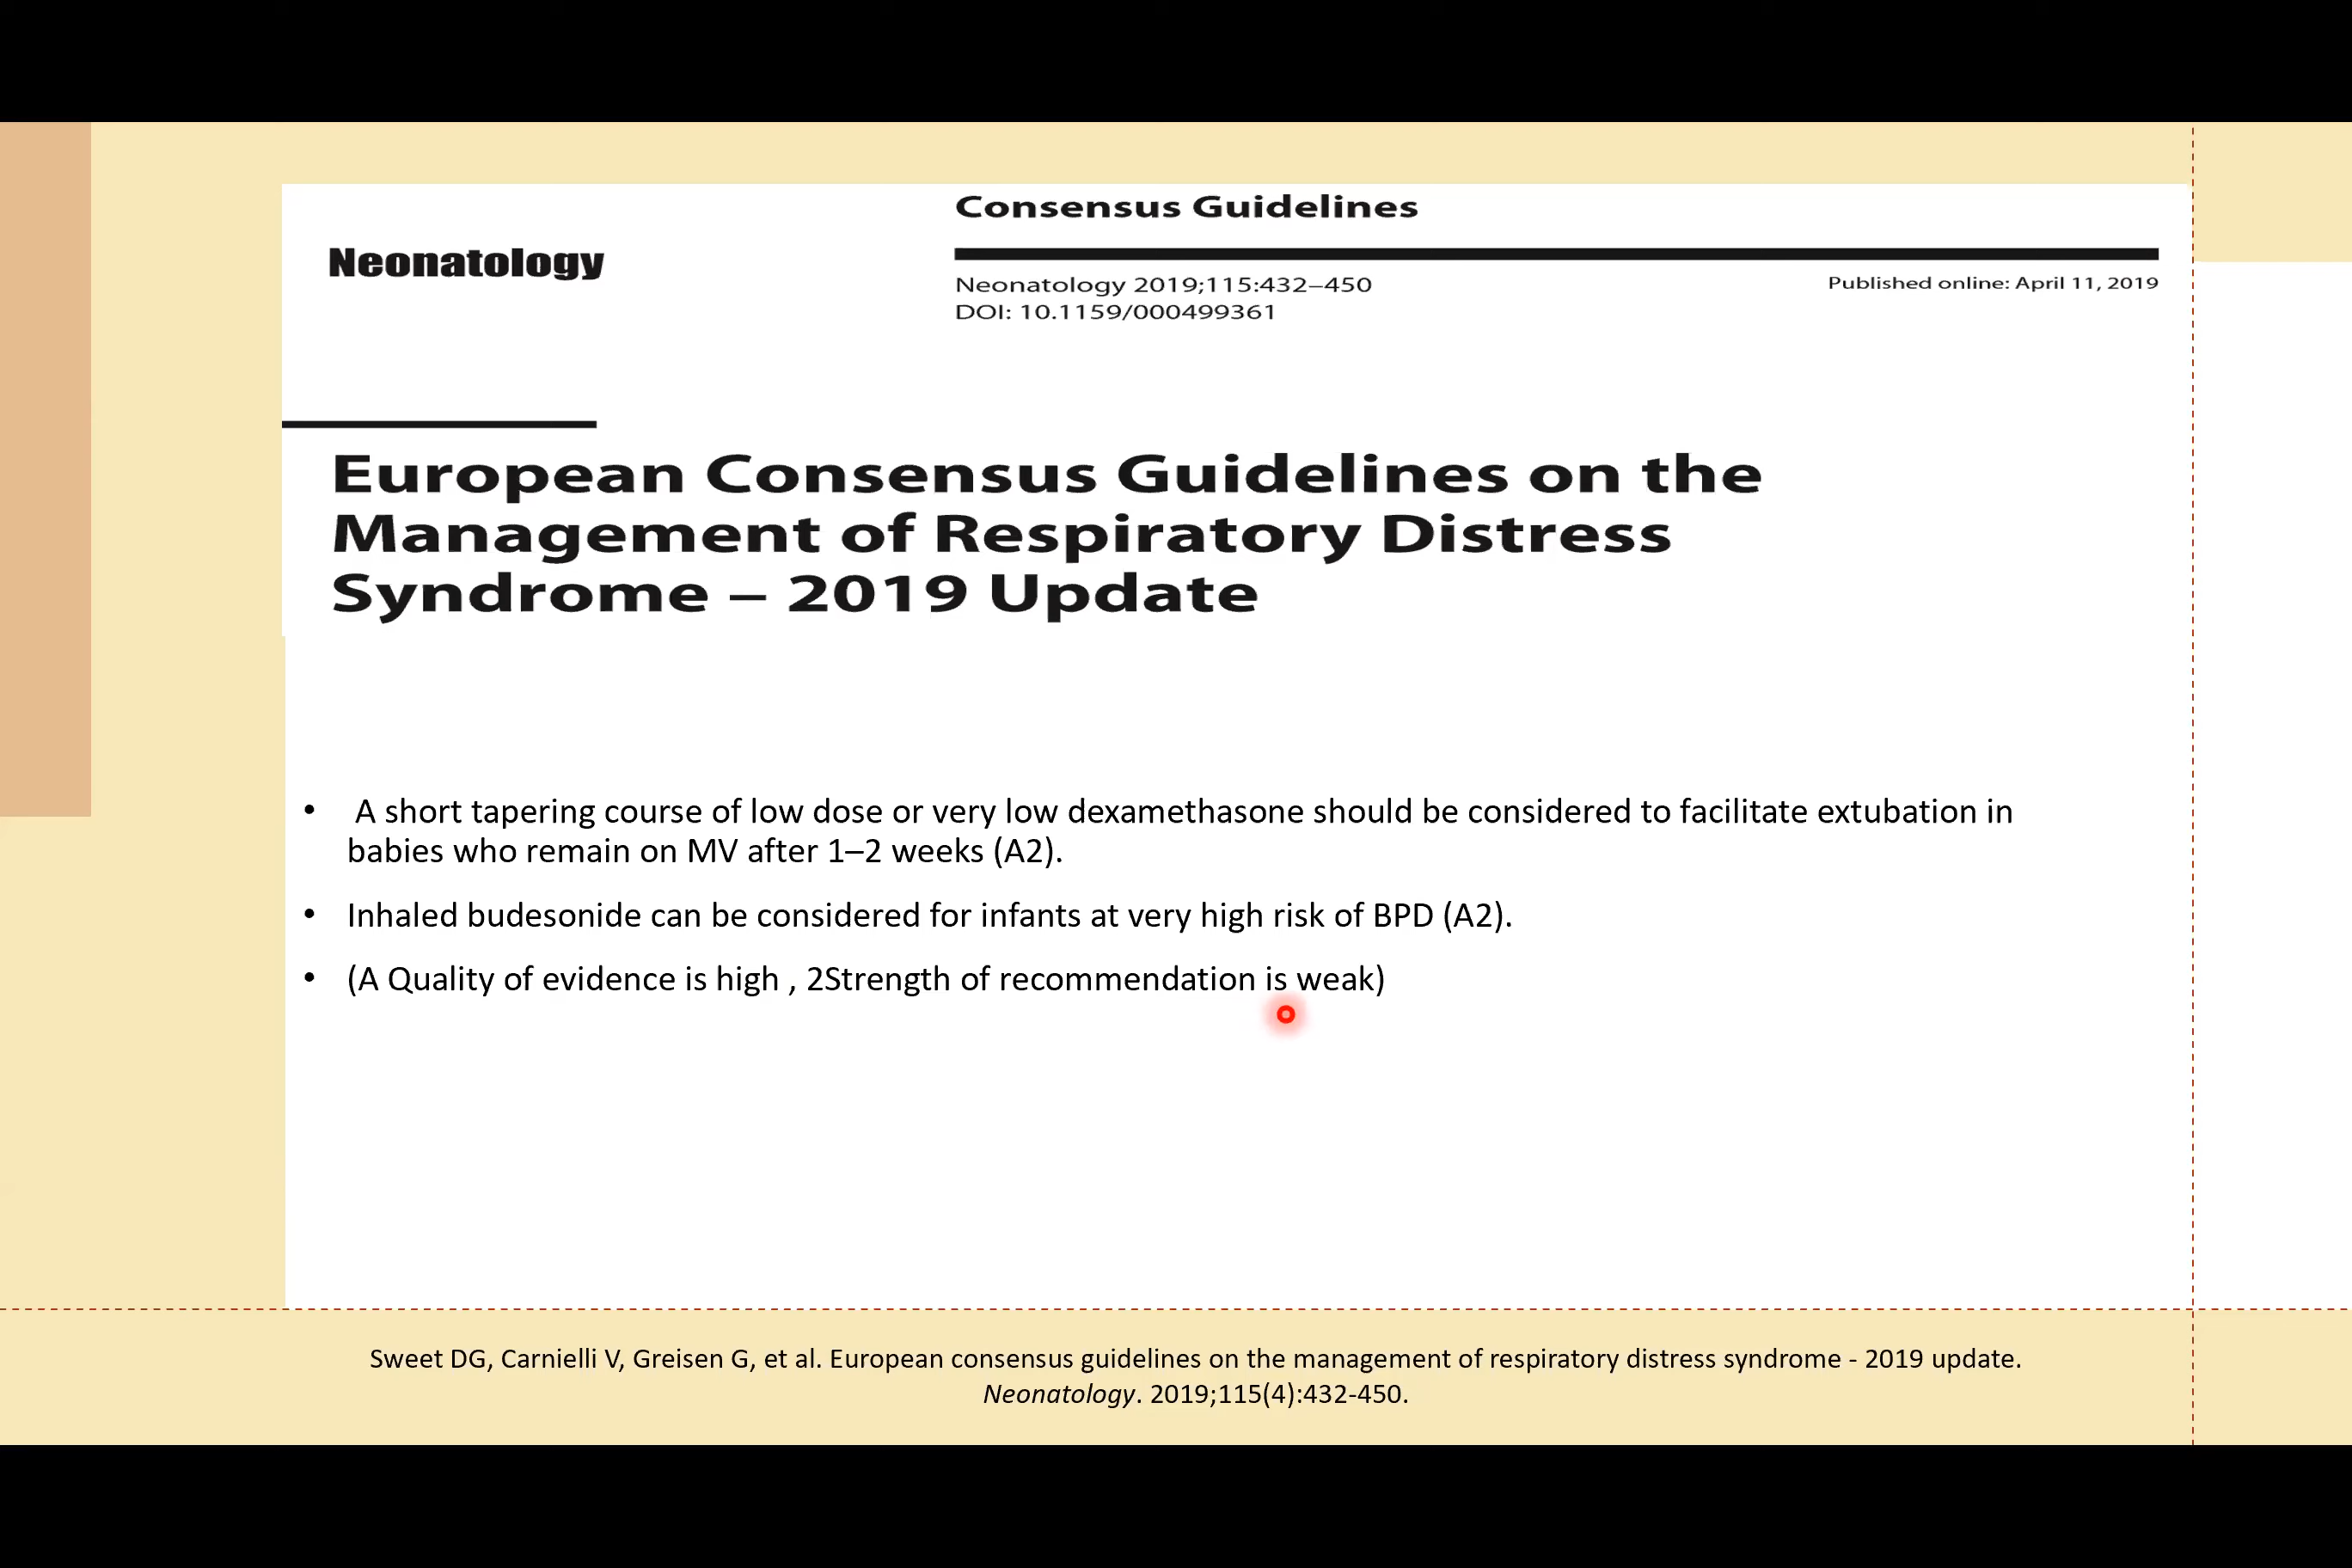 Consensus Guidelines
Neonatology
Neonatology 2019;115:432–450
Published online: April 11, 2019
DOI: 10.1159/000499361
European Consensus Guidelines on the
Management of Respiratory Distress
Syndrome – 2019 Update
• A short tapering course of low dose or very low dexamethasone should be considered to facilitate extubation in
babies who remain on MV after 1–2 weeks (A2).
• Inhaled budesonide can be considered for infants at very high risk of BPD (A2).
• (A Quality of evidence is high , 2Strength of recommendation is weak)
Sweet DG, Carnielli V, Greisen G, et al. European consensus guidelines on the management of respiratory distress syndrome - 2019 update.
Neonatology. 2019;115(4):432-450.